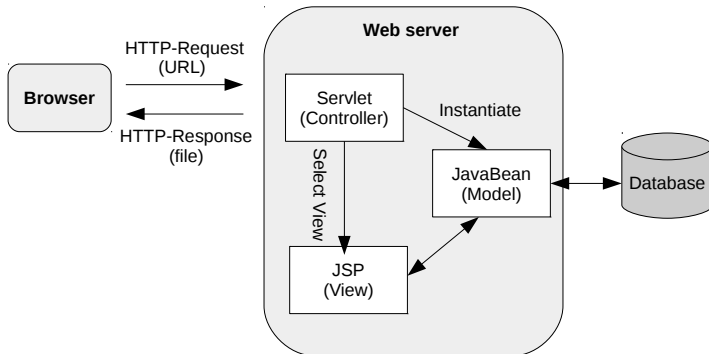 Web server
HTTP-Request
(URL)
Browser
HTTP-Response
(file)
Servlet
(Controller)
Instantiate
Select View
JavaBean
(Model)
Database
JSP
(View)